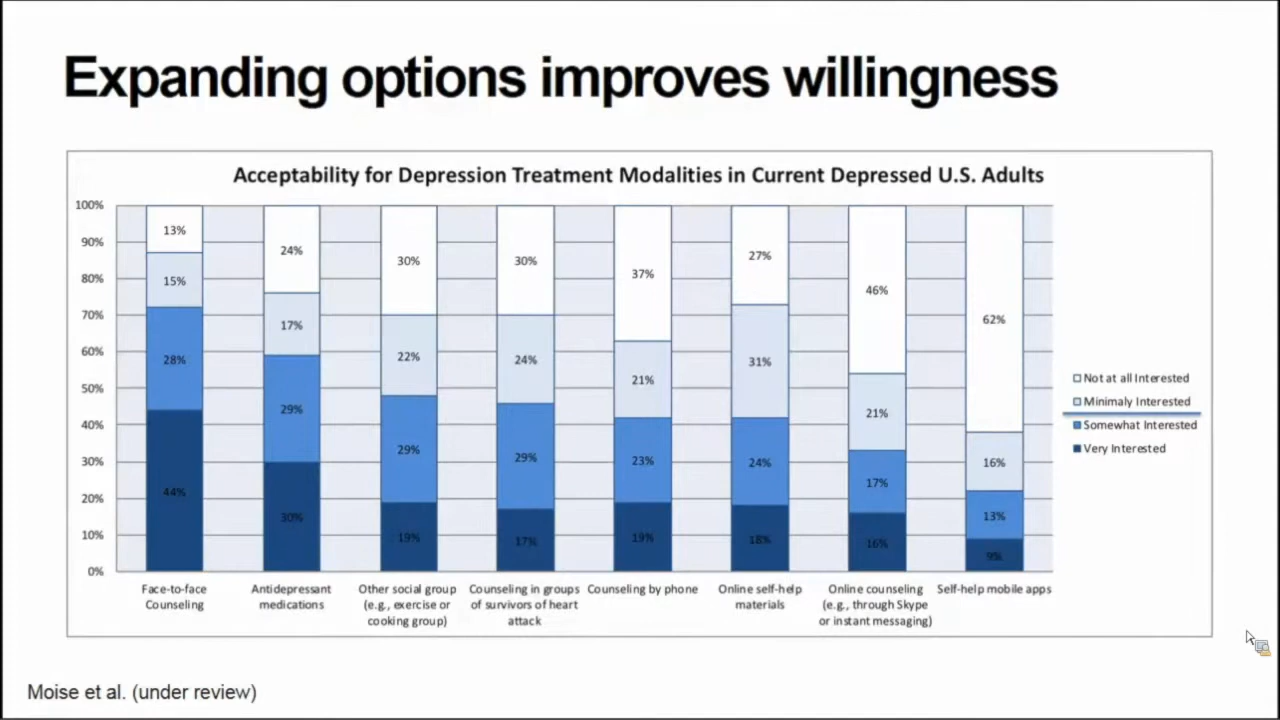 Expanding options improves willingness
Acceptability for Depression Treatment Modalities in Current Depressed U.S. Adults
100%
90%
80%
70%
60%
50%
40%
30%
20%
10%
0%
13%
15%
28%
44%
24%
17%
29%
30%
30%
22%
29%
19%
30%
24%
29%
17%
37%
21%
23%
19%
27%
31%
24%
18%
46%
21%
17%
16%
62%
16%
13%
9%
Face-to-face
Counseling
Antidepressant
medications
Other social group
(e.g., exercise or
cooking group)
Counseling in groups
of survivors of heart
attack
Counseling by phone
Online self-help
materials
Online counseling
(e.g., through Skype
or instant messaging)
Self-help mobile apps
Not at all Interested
Minimaly Interested
Somewhat Interested
Very Interested
Moise et al. (under review)